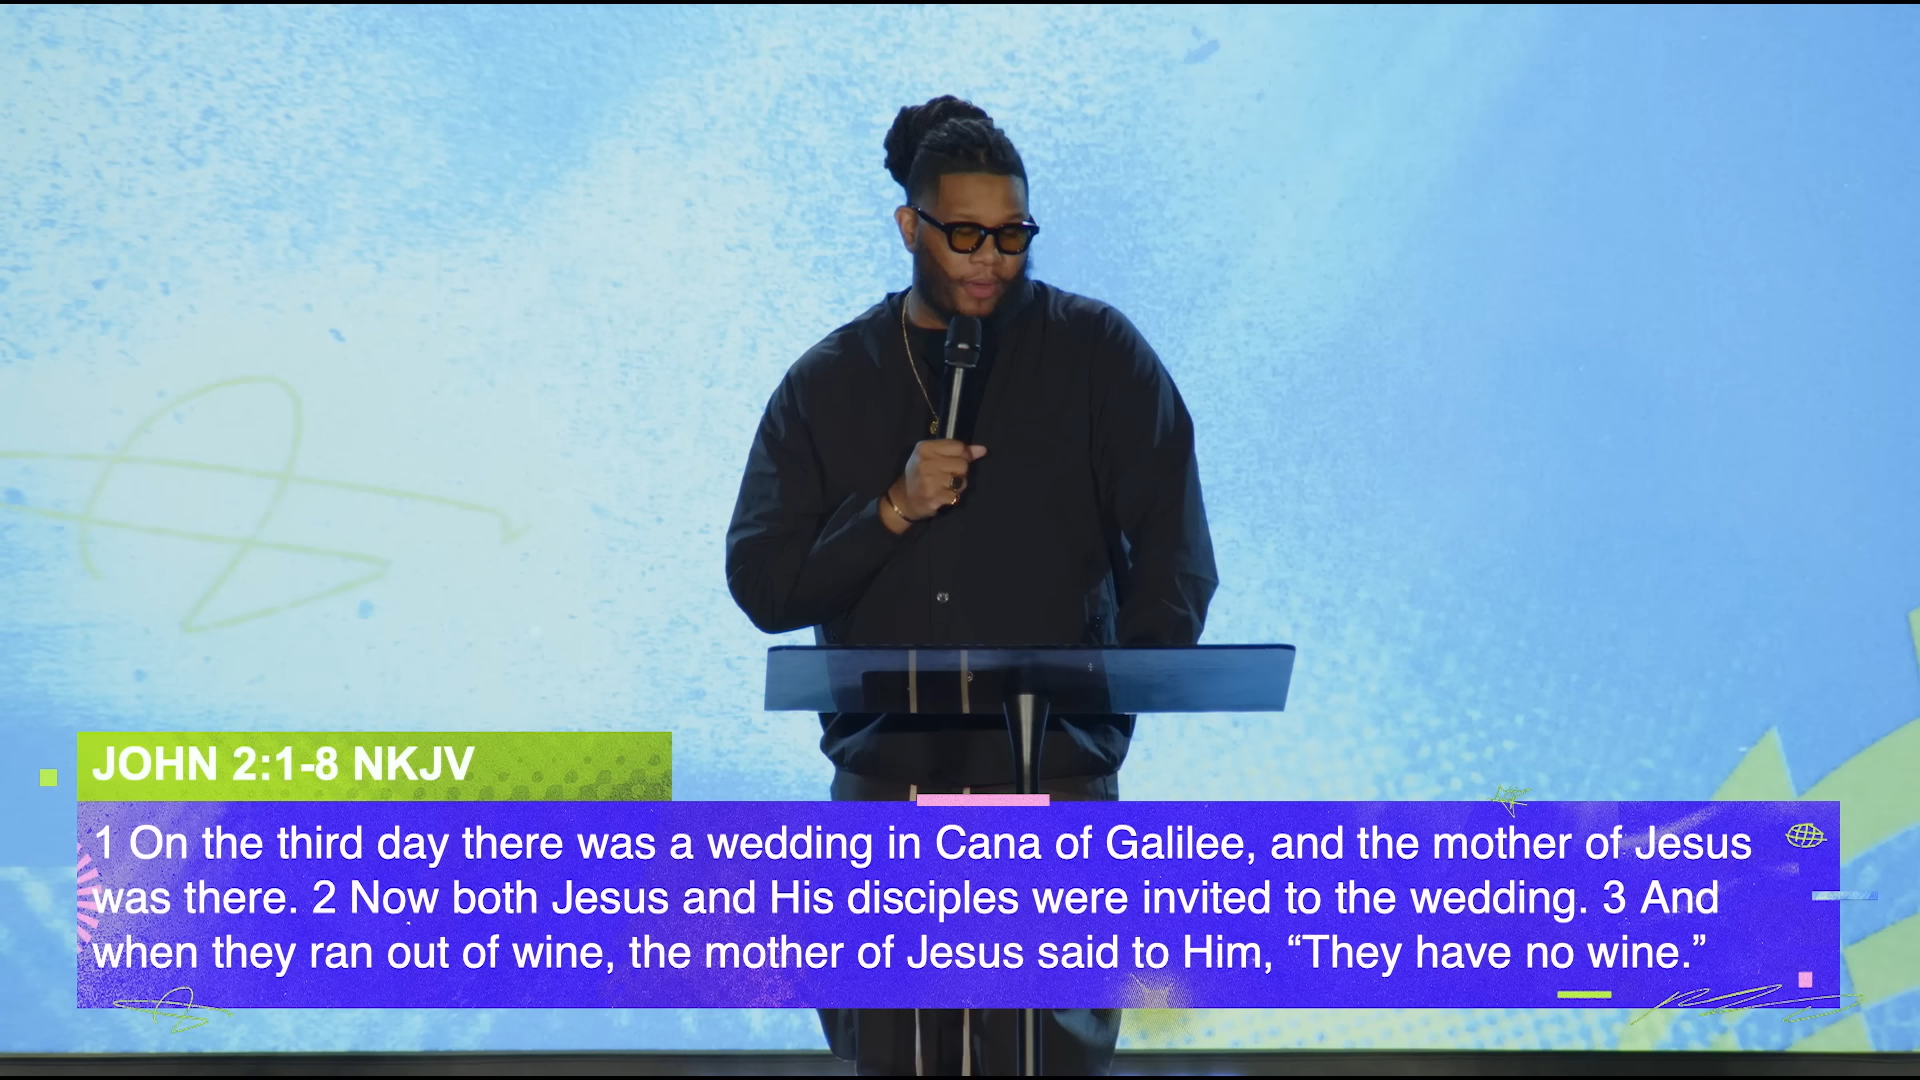 JOHN 2:1-8 NKJV
1 On the third day there was a wedding in Cana of Galilee, and the mother of Jesus
was there. 2 Now both Jesus and His disciples were invited to the wedding. 3 And
when they ran out of wine, the mother of Jesus said to Him, “They have no wine.”